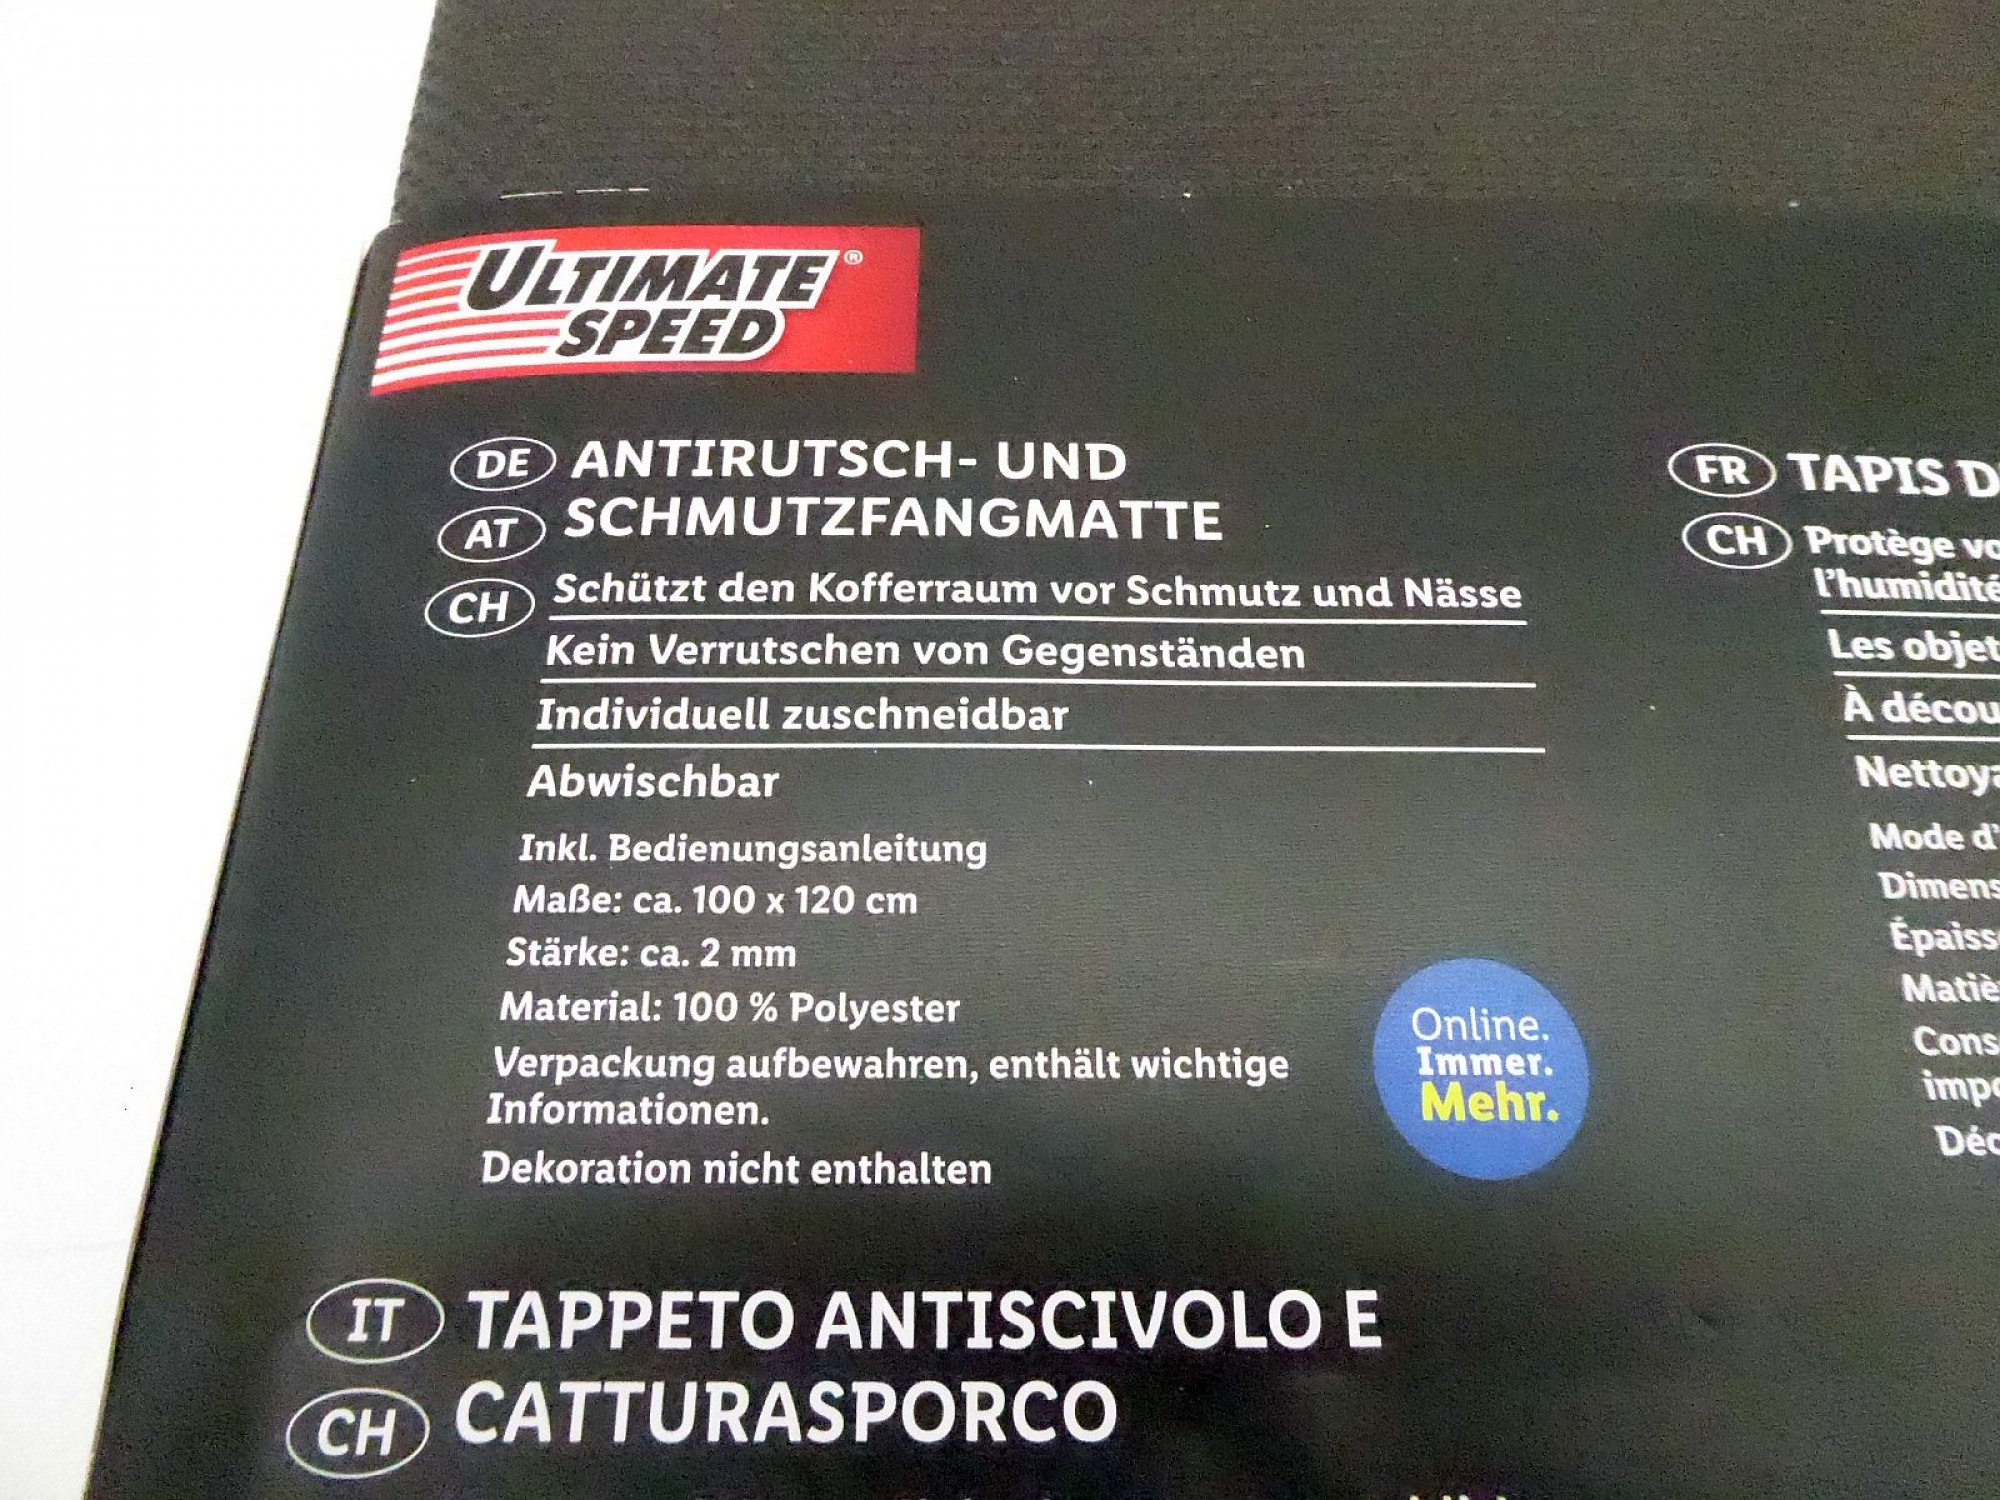 ULTIMATE
SPEED ®
DE ANTIRUTSCH- UND
AT SCHMUTZFANGMATTE
CH Schützt den Kofferraum vor Schmutz und Nässe
Kein Verrutschen von Gegenständen
Individuell zuschneidbar
Abwischbar
Inkl. Bedienungsanleitung
Maße: ca. 100 x 120 cm
Stärke: ca. 2 mm
Material: 100 % Polyester
Verpackung aufbewahren, enthält wichtige
Informationen.
Dekoration nicht enthalten
Online.
Immer.
Mehr.
IT TAPPETO ANTISCIVOLO E
CH CATTURASPORCO
FR TAPIS
CH Protège
l'humidité
Les
À
Mode